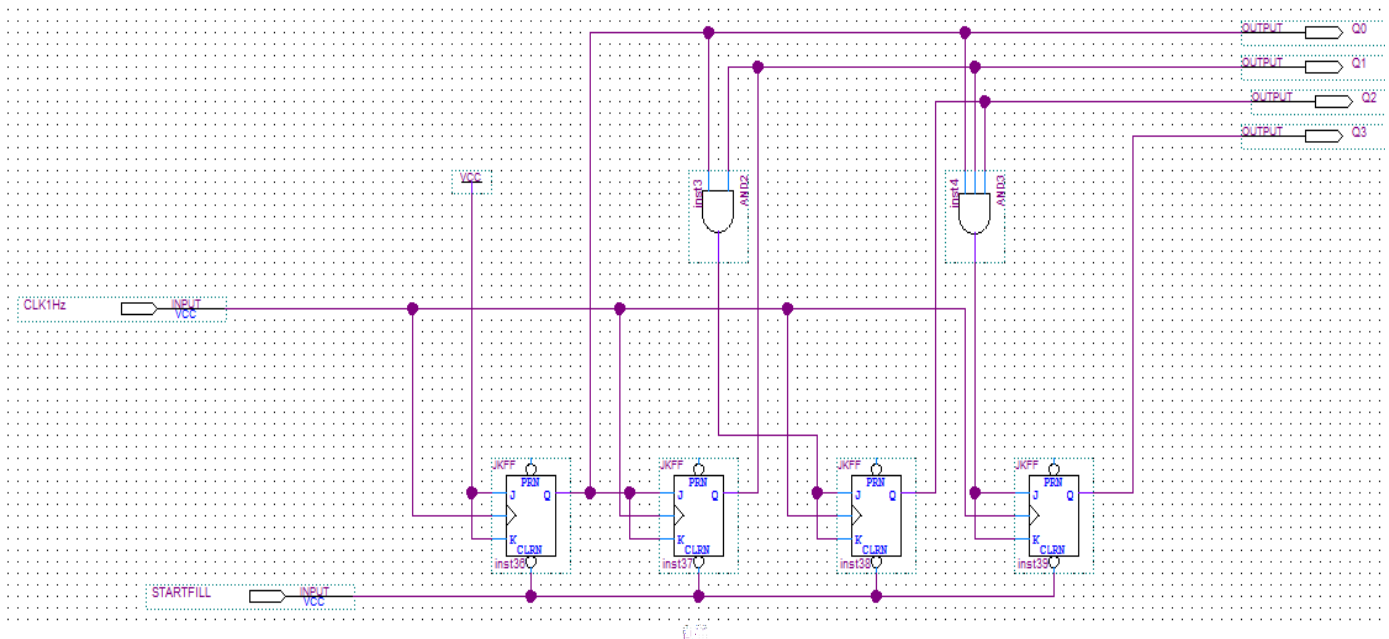 OUTPUT Q0
OUTPUT Q1
OUTPUT Q2
OUTPUT Q3
VCC
inst3
AND2
inst4
AND3
CLK1Hz
INPUT
VCC
JKFF
PRN
J Q
K
CLRN
inst36
JKFF
PRN
J Q
K
CLRN
inst37
JKFF
PRN
J Q
K
CLRN
inst38
JKFF
PRN
J Q
K
CLRN
inst39
STARTFILL
INPUT
VCC